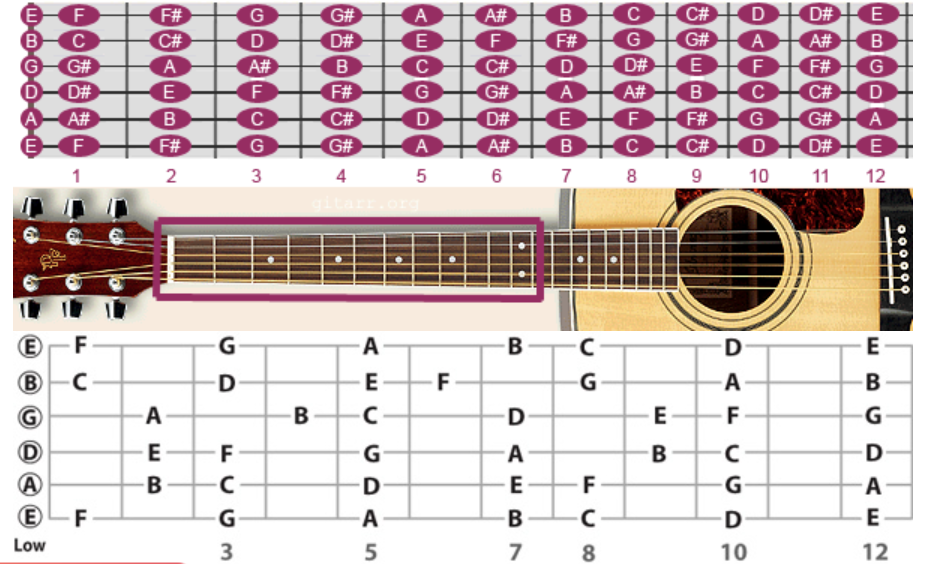 E F F# G G# A A# B C C# D D# E
B C C# D D# E F F# G G# A A# B
G G# A A# B C C# D D# E F F# G
D D# E F F# G G# A A# B C C# D
A A# B C C# D D# E F F# G G# A
E F F# G G# A A# B C C# D D# E
1 2 3 4 5 6 7 8 9 10 11 12
gitarr.org
E F G A B C D E
B C D E F G A B
G A B C D E F G
D E F G A B C D
A B C D E F G A
E F G A B C D E
Low 3 5 7 8 10 12